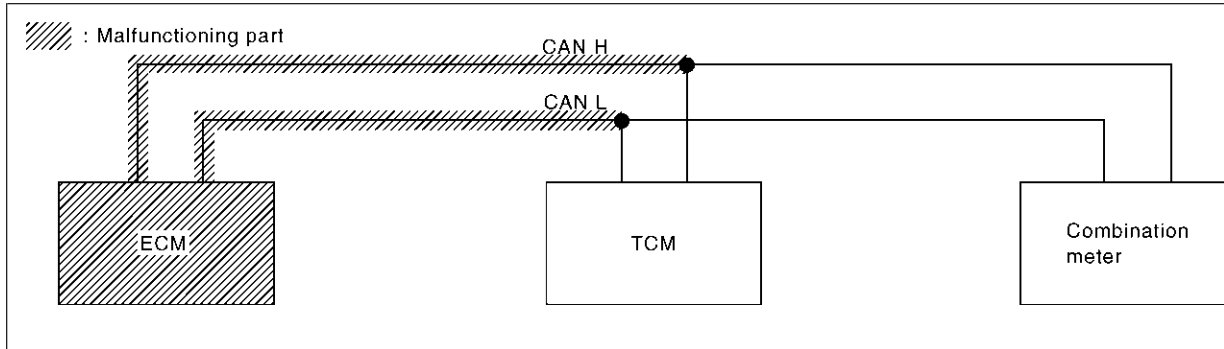 : Malfunctioning part
CAN H
CAN L
ECM
TCM
Combination
meter